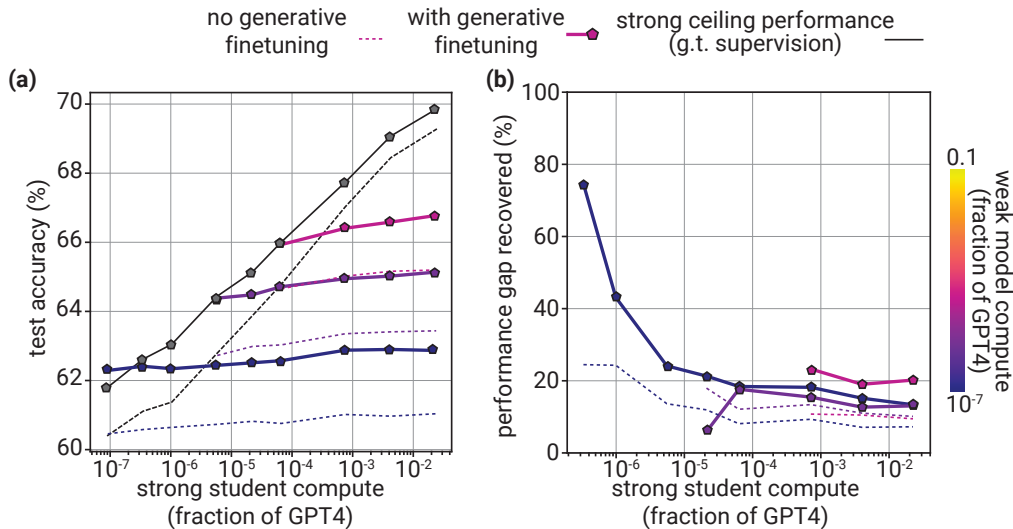 no generative finetuning
with generative finetuning
strong ceiling performance (g.t. supervision)
(a)
test accuracy (%)
70
68
66
64
62
60
10⁻⁷ 10⁻⁶ 10⁻⁵ 10⁻⁴ 10⁻³ 10⁻²
strong student compute
(fraction of GPT4)
(b)
performance gap recovered (%)
100
80
60
40
20
0
10⁻⁶ 10⁻⁵ 10⁻⁴ 10⁻³ 10⁻²
strong student compute
(fraction of GPT4)
0.1
10⁻⁷
weak model compute
(fraction of GPT4)